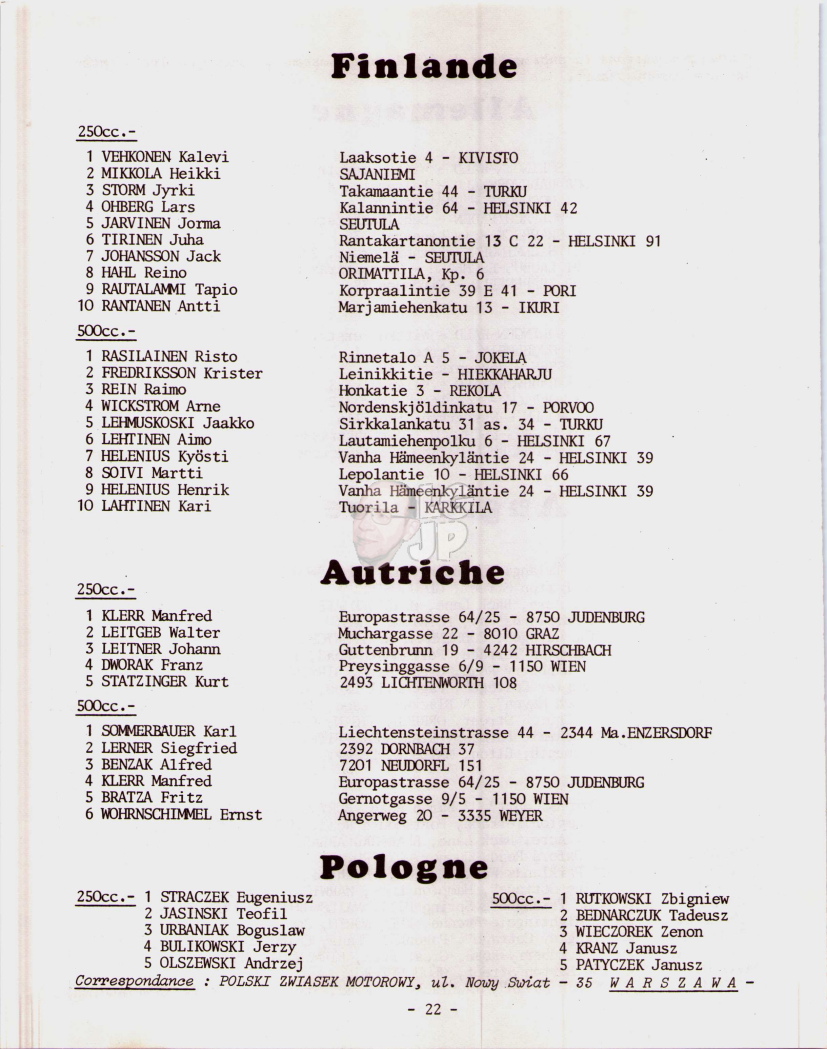 Finlande
250cc.-
1 VEHKONEN Kalevi Laaksotie 4 - KIVISTO
2 MIKKOLA Heikki SAJANIEMI
3 STORM Jyrki Takamaantie 44 - TURKU
4 OHBERG Lars Kalannintie 64 - HELSINKI 42
5 JARVINEN Jorma SEUTULA
6 TIRINEN Juha Rantakartanontie 13 C 22 - HELSINKI 91
7 JOHANSSON Jack Niemelä - SEUTULA
8 HAHL Reino ORIMATTILA, Kp. 6
9 RAUTALAMMI Tapio Korpraalintie 39 E 41 - PORI
10 RANTANEN Antti Marjamiehenkatu 13 - IKURI
500cc.-
1 RASILAINEN Risto Rinnetalo A 5 - JOKELA
2 FREDRIKSSON Krister Leinikkitie - HIEKKAHARJU
3 REIN Raimo Honkatie 3 - REKOLA
4 WICKSTROM Arne Nordenskjöldinkatu 17 - PORVOO
5 LEHMUSKOSKI Jaakko Sirkkalankatu 31 as. 34 - TURKU
6 LEHTINEN Aimo Lautamiehenpolku 6 - HELSINKI 67
7 HELENIUS Kyösti Vanha Hämeenkyläntie 24 - HELSINKI 39
8 SOIVI Martti Lepolantie 10 - HELSINKI 66
9 HELENIUS Henrik Vanha Hämeenkyläntie 24 - HELSINKI 39
10 LAHTINEN Kari Tuorila - KARKKILA
Autriche
250cc.-
1 KLERR Manfred Europastrasse 64/25 - 8750 JUDENBURG
2 LEITGEB Walter Muchargasse 22 - 8010 GRAZ
3 LEITNER Johann Guttenbrunn 19 - 4242 HIRSCHBACH
4 DWORAK Franz Preysinggasse 6/9 - 1150 WIEN
5 STATZINGER Kurt 2493 LICHTENWORTH 108
500cc.-
1 SOMMERBAUER Karl Liechtensteinstrasse 44 - 2344 Ma.ENZERSDORF
2 LERNER Siegfried 2392 DORNBACH 37
3 BENZAK Alfred 7201 NEUDORFL 151
4 KLERR Manfred Europastrasse 64/25 - 8750 JUDENBURG
5 BRATZA Fritz Gernotgasse 9/5 - 1150 WIEN
6 WOHRNSCHIMMEL Ernst Angerweg 20 - 3335 WEYER
Pologne
250cc.- 1 STRACZEK Eugeniusz 500cc.- 1 RUTKOWSKI Zbigniew
2 JASINSKI Teofil 2 BEDNARCZUK Tadeusz
3 URBANIAK Boguslaw 3 WIECZOREK Zenon
4 BULIKOWSKI Jerzy 4 KRANZ Janusz
5 OLSZEWSKI Andrzej 5 PATYCZEK Janusz
Correspondance : POLSKI ZWIASEK MOTOROWY, ul. Nowy Swiat - 35 W A R S Z A W A -
- 22 -